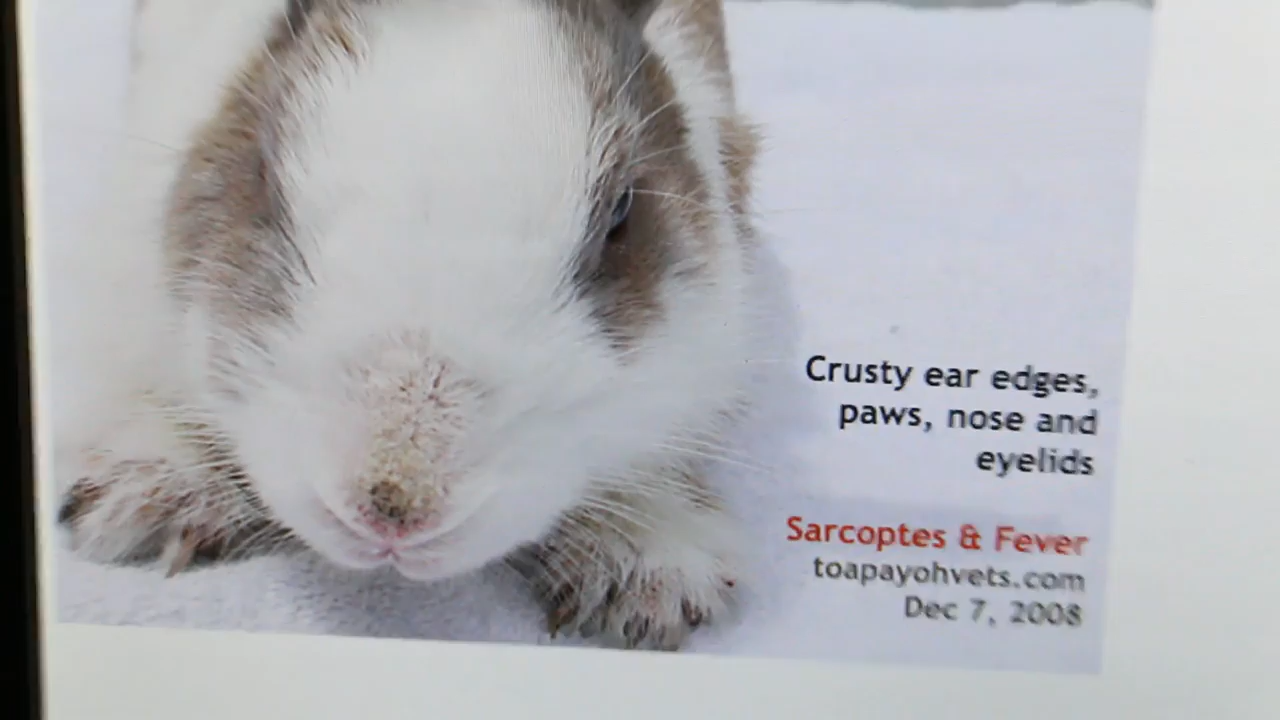 Crusty ear edges,
paws, nose and
eyelids
Sarcoptes & Fever
toapayohvets.com
Dec 7, 2008